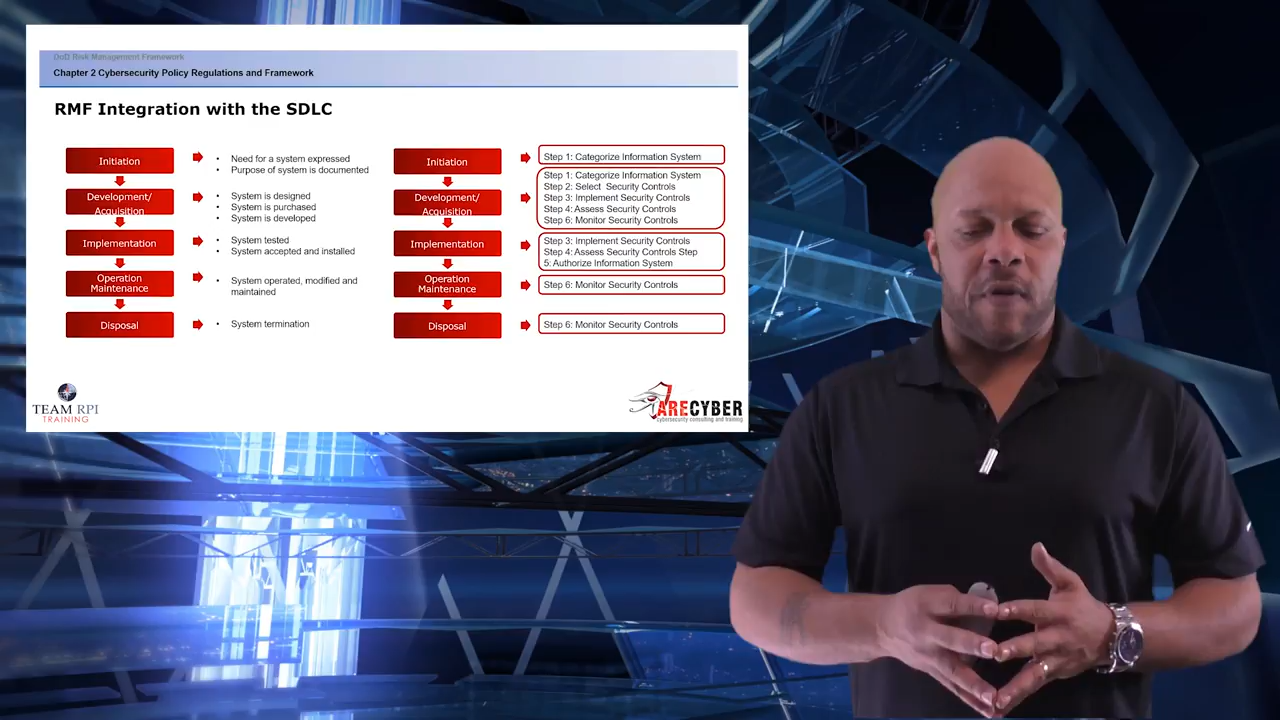 DoD Risk Management Framework
Chapter 2 Cybersecurity Policy Regulations and Framework
RMF Integration with the SDLC
Initiation
• Need for a system expressed
• Purpose of system is documented
Development/
Acquisition
• System is designed
• System is purchased
• System is developed
Implementation
• System tested
• System accepted and installed
Operation
Maintenance
• System operated, modified and
maintained
Disposal
• System termination
Initiation
Step 1: Categorize Information System
Development/
Acquisition
Step 1: Categorize Information System
Step 2: Select Security Controls
Step 3: Implement Security Controls
Step 4: Assess Security Controls
Step 6: Monitor Security Controls
Implementation
Step 3: Implement Security Controls
Step 4: Assess Security Controls Step
5: Authorize Information System
Operation
Maintenance
Step 6: Monitor Security Controls
Disposal
Step 6: Monitor Security Controls
TEAM RPI
TRAINING
ARECYBER
cybersecurity consulting and training